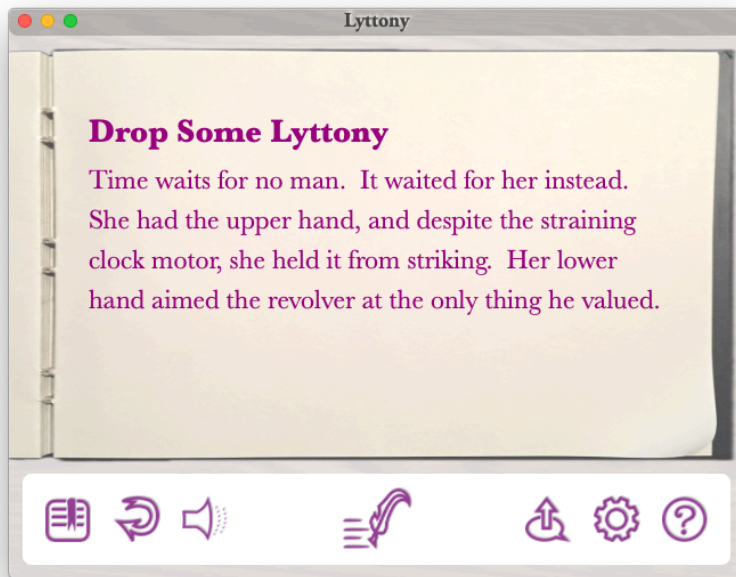 Lyttony
Drop Some Lyttony
Time waits for no man.  It waited for her instead.
She had the upper hand, and despite the straining
clock motor, she held it from striking.  Her lower
hand aimed the revolver at the only thing he valued.